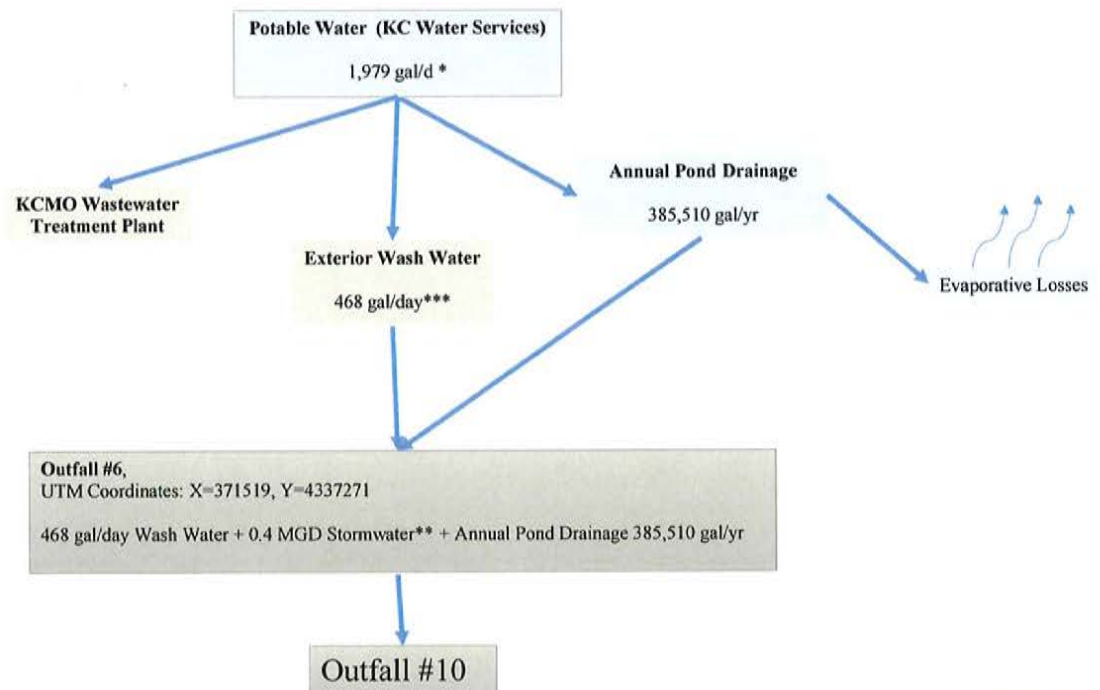 Potable Water (KC Water Services)
1,979 gal/d *
Annual Pond Drainage
385,510 gal/yr
KCMO Wastewater
Treatment Plant
Exterior Wash Water
468 gal/day***
Evaporative Losses
Outfall #6,
UTM Coordinates: X=371519, Y=4337271
468 gal/day Wash Water + 0.4 MGD Stormwater** + Annual Pond Drainage 385,510 gal/yr
Outfall #10